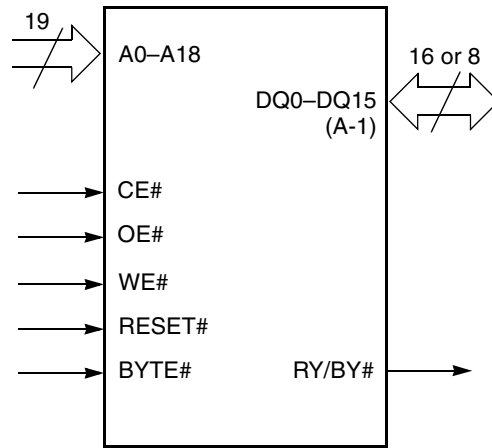 19
16 or 8
A0–A18
DQ0–DQ15
(A-1)
CE#
OE#
WE#
RESET#
BYTE#
RY/BY#